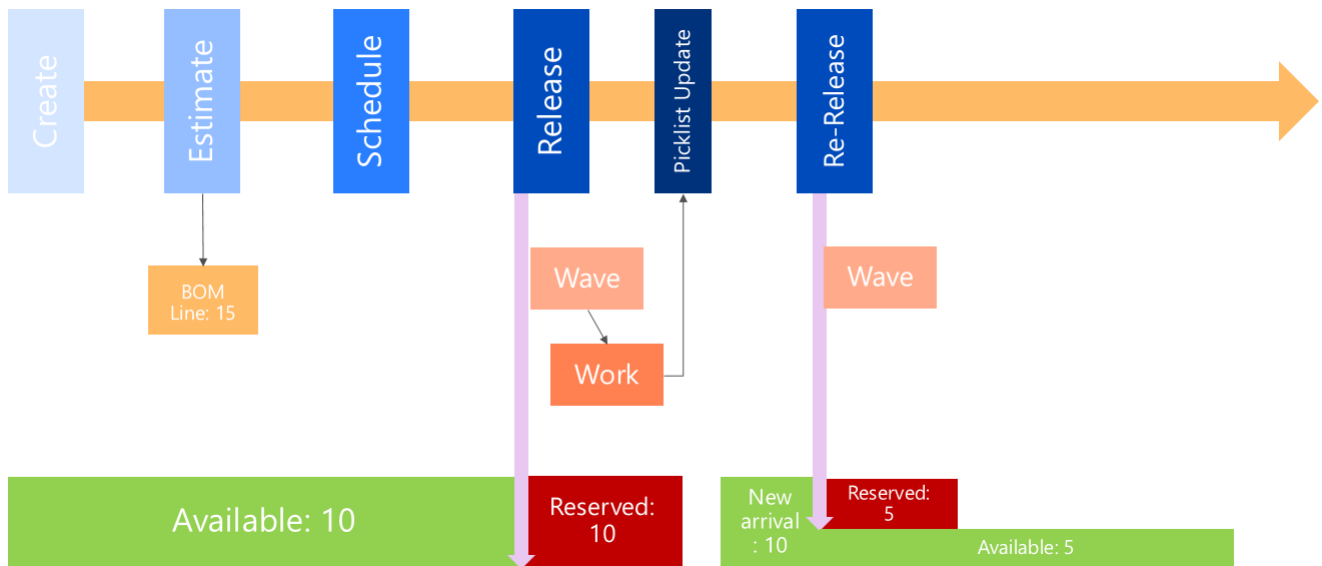 Create
Estimate
Schedule
Release
Picklist Update
Re-Release
BOM
Line: 15
Wave
Work
Wave
Available: 10
Reserved:
10
New
arrival
: 10
Reserved:
5
Available: 5